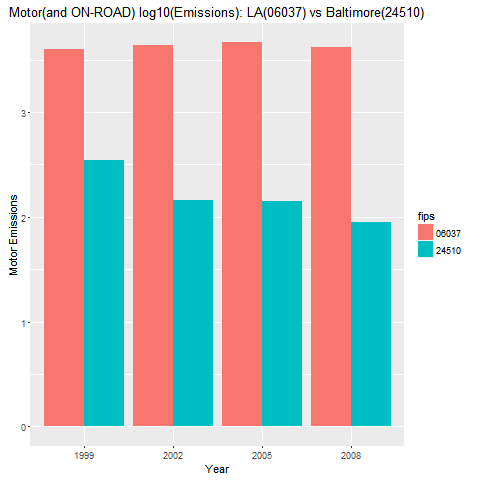 Motor(and ON-ROAD) log10(Emissions): LA(06037) vs Baltimore(24510)
Motor Emissions
3
2
1
0
1999
2002
2005
2008
Year
fips
06037
24510